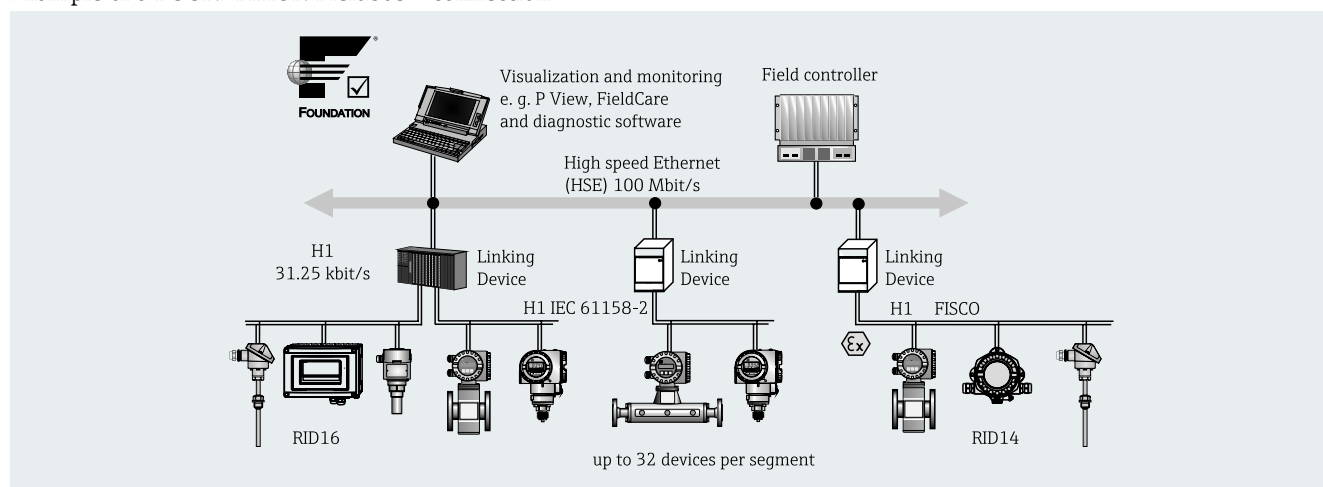 FOUNDATION
Visualization and monitoring
e. g. P View, FieldCare
and diagnostic software
Field controller
High speed Ethernet
(HSE) 100 Mbit/s
H1
31.25 kbit/s
Linking
Device
Linking
Device
Linking
Device
H1 IEC 61158-2
H1 FISCO
Ex
RID16
RID14
up to 32 devices per segment